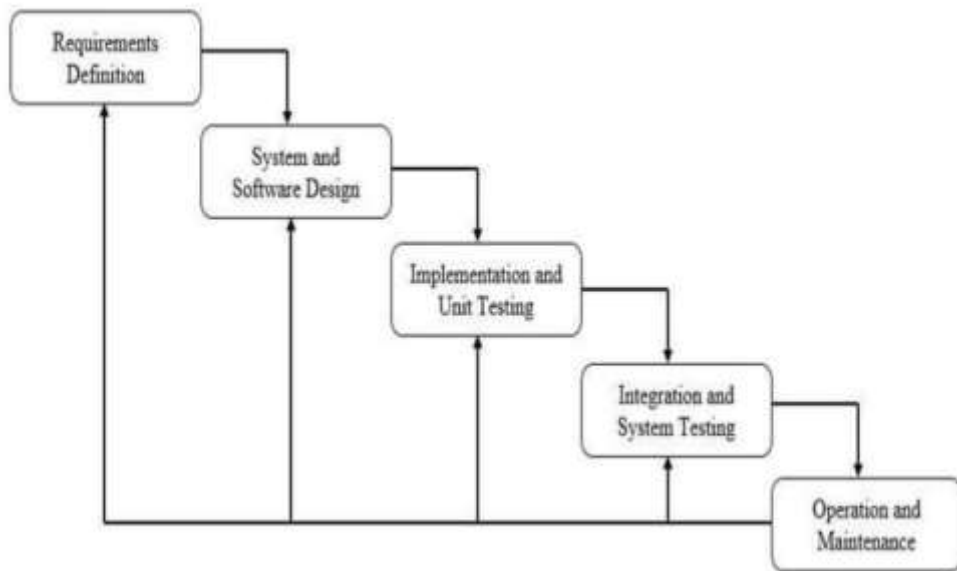 Requirements
Definition
System and
Software Design
Implementation and
Unit Testing
Integration and
System Testing
Operation and
Maintenance